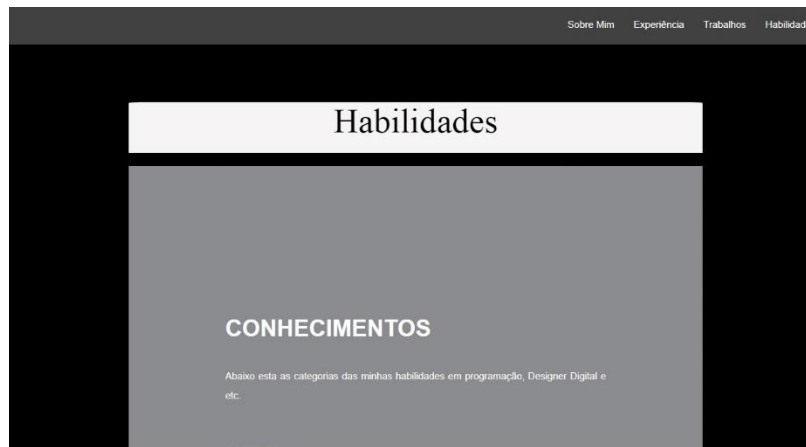 Sobre Mim Experiência Trabalhos Habilidad
Habilidades
CONHECIMENTOS
Abaixo esta as categorias das minhas habilidades em programação, Designer Digital e
etc.